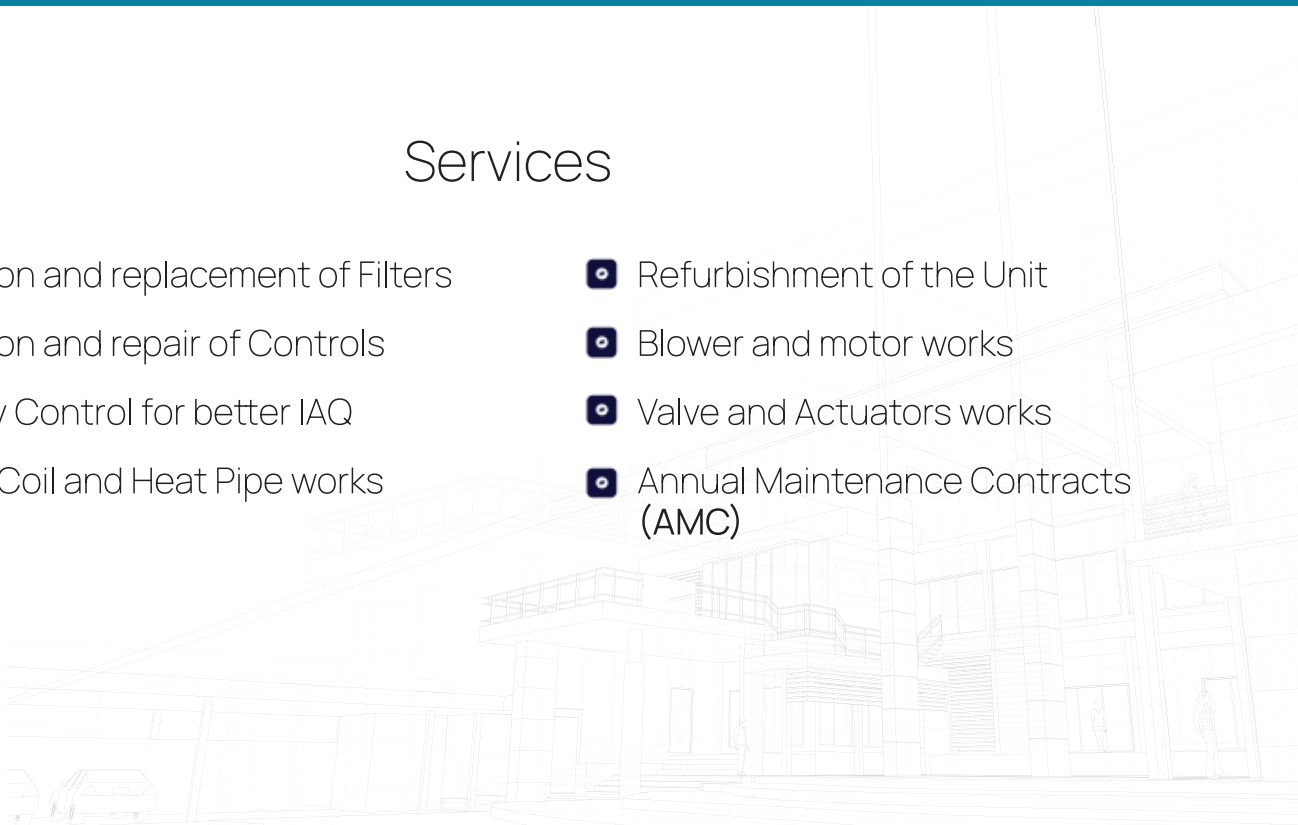 Services
on and replacement of Filters
on and repair of Controls
Control for better IAQ
Coil and Heat Pipe works
Refurbishment of the Unit
Blower and motor works
Valve and Actuators works
Annual Maintenance Contracts
(AMC)